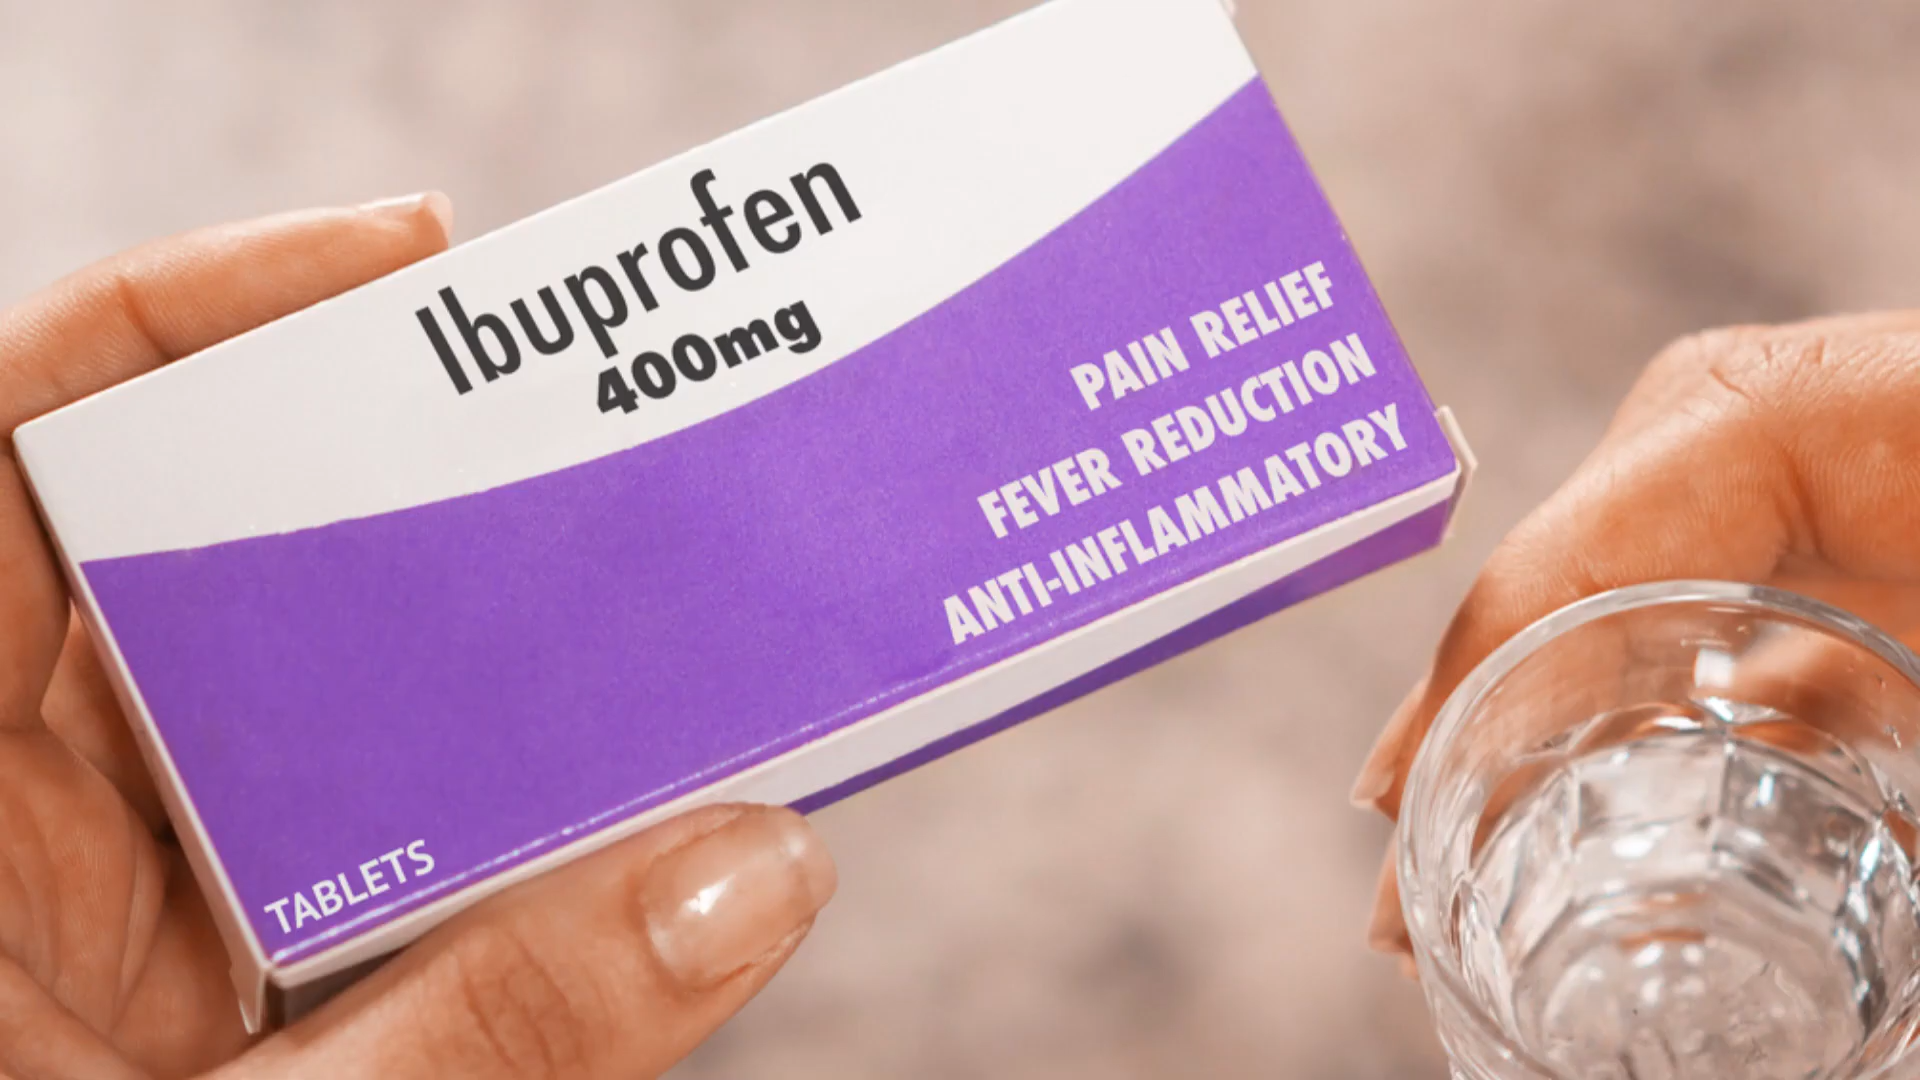 Ibuprofen
400mg
PAIN RELIEF
FEVER REDUCTION
ANTI-INFLAMMATORY
TABLETS